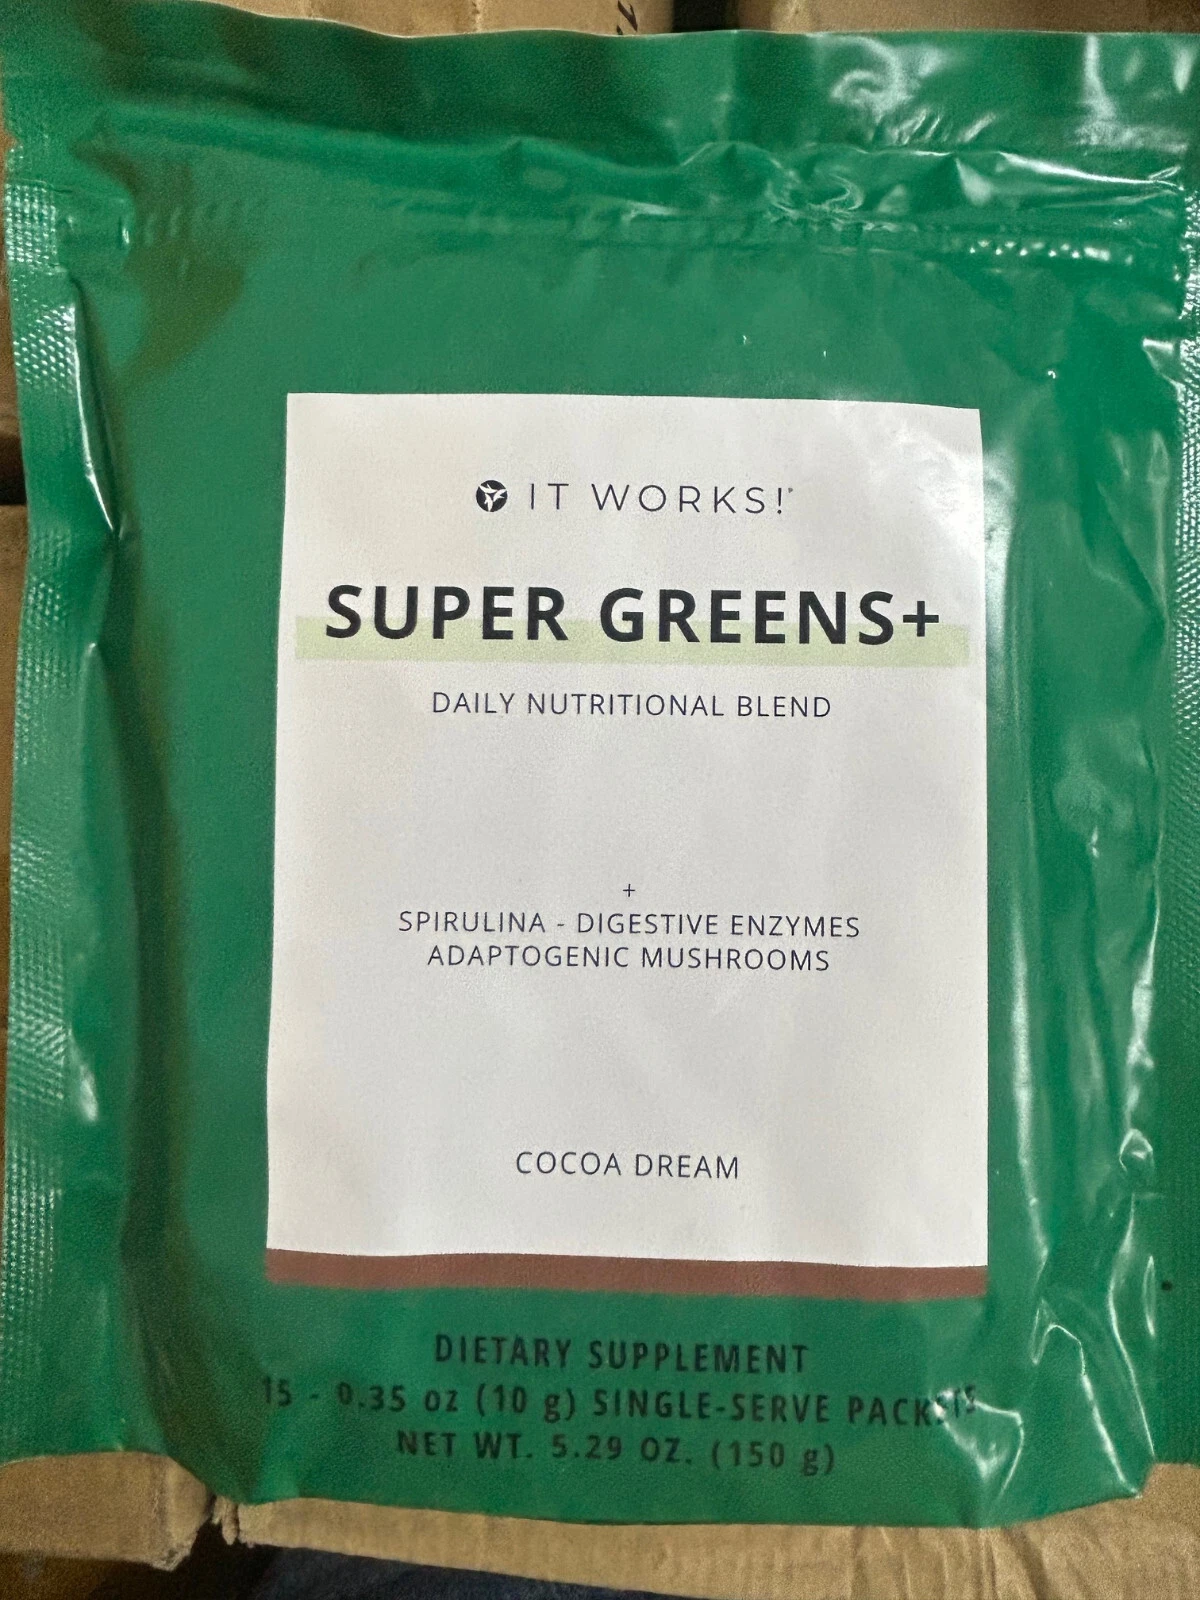 IT WORKS!
SUPER GREENS+
DAILY NUTRITIONAL BLEND
+
SPIRULINA - DIGESTIVE ENZYMES
ADAPTOGENIC MUSHROOMS
COCOA DREAM
DIETARY SUPPLEMENT
15 - 0.35 oz (10 g) SINGLE-SERVE PACKETS
NET WT. 5.29 OZ. (150 g)